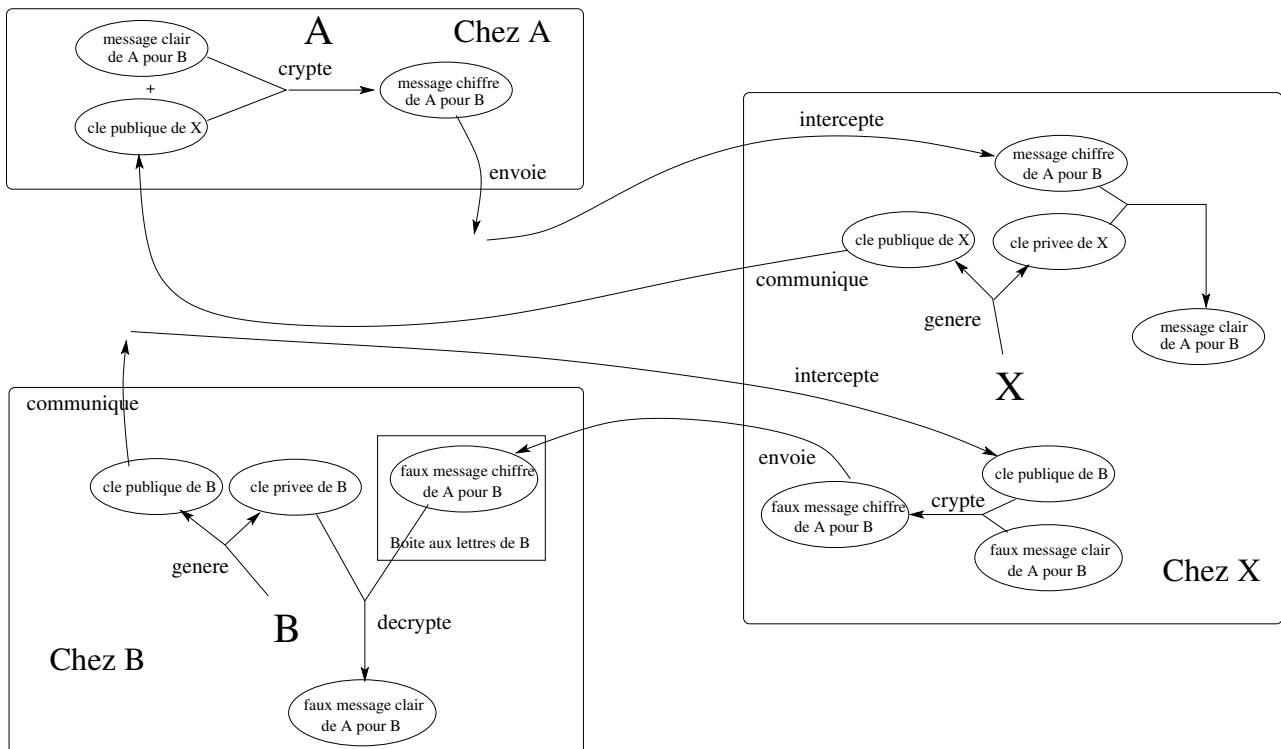 A
Chez A
message clair
de A pour B
+
cle publique de X
crypte
message chiffre
de A pour B
envoie
intercepte
message chiffre
de A pour B
cle publique de X
cle privee de X
communique
genere
X
message clair
de A pour B
intercepte
communique
cle publique de B
cle privee de B
faux message chiffre
de A pour B
Boite aux lettres de B
genere
B
decrypte
Chez B
faux message clair
de A pour B
envoie
cle publique de B
faux message chiffre
de A pour B
crypte
faux message clair
de A pour B
Chez X